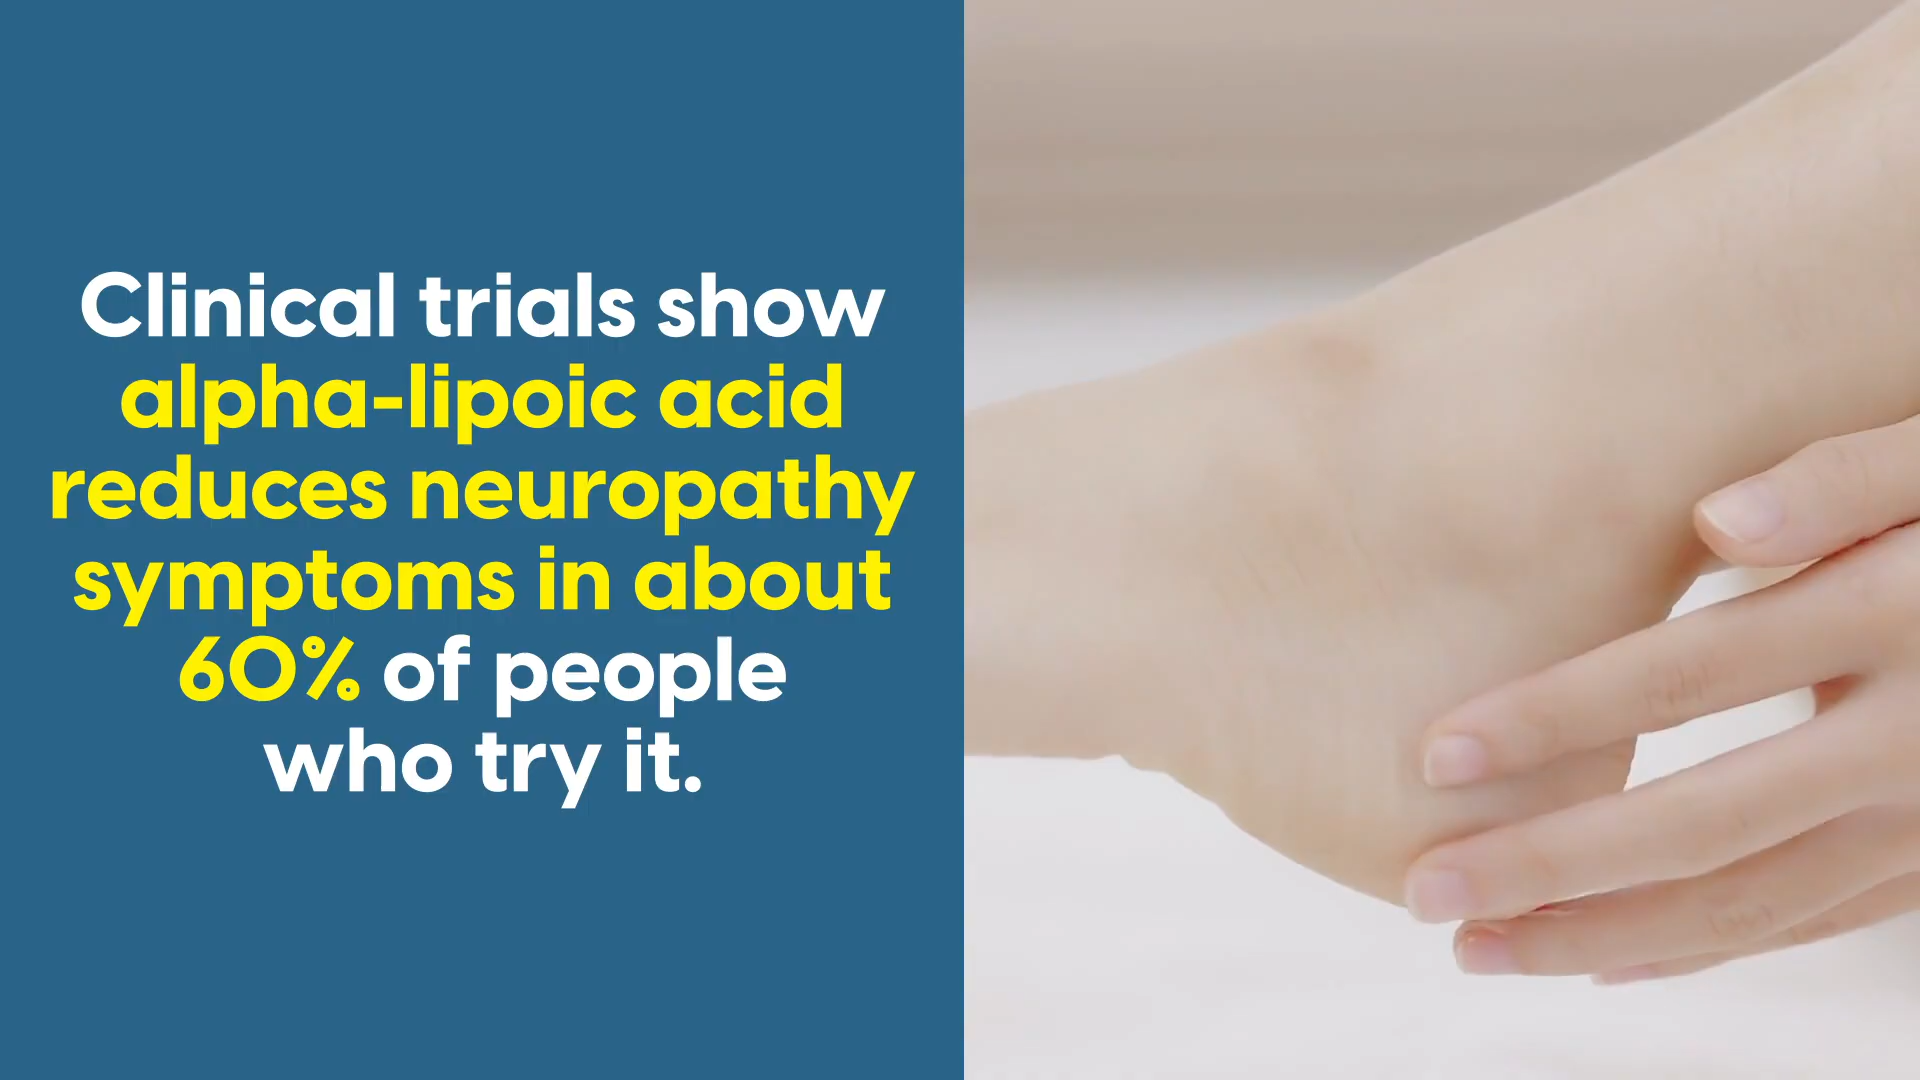 Clinical trials show
alpha-lipoic acid
reduces neuropathy
symptoms in about
60% of people
who try it.